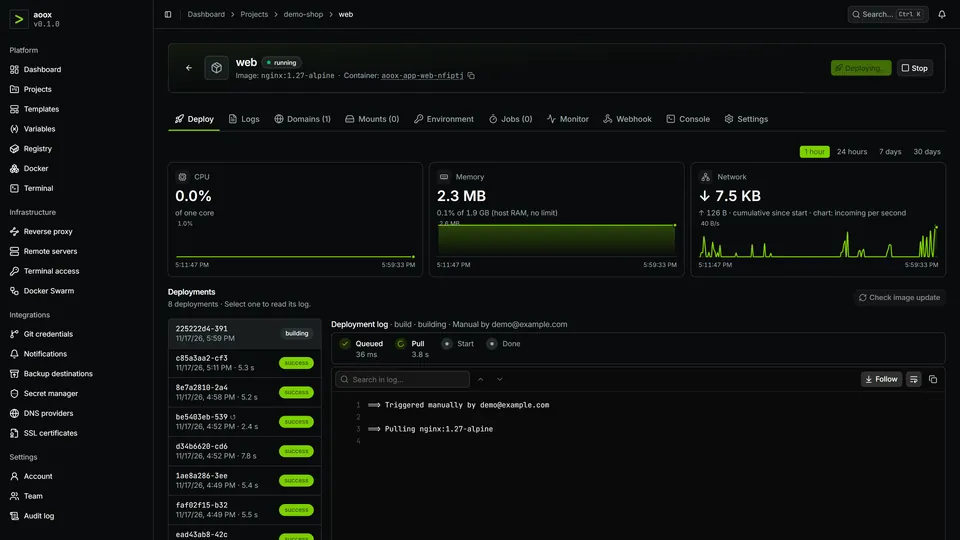 aoox
v0.1.0
Platform
Dashboard
Projects
Templates
Variables
Registry
Docker
Terminal
Infrastructure
Reverse proxy
Remote servers
Terminal access
Docker Swarm
Integrations
Git credentials
Notifications
Backup destinations
Secret manager
DNS providers
SSL certificates
Settings
Account
Team
Audit log
Dashboard > Projects > demo-shop > web
Search... Ctrl K
web running
Image: nginx:1.27-alpine · Container: aoox-app-web-nfiptj
Deploying...
Stop
Deploy Logs Domains (1) Mounts (0) Environment Jobs (0) Monitor Webhook Console Settings
1 hour 24 hours 7 days 30 days
CPU
0.0%
of one core
1.0%
5:11:47 PM 5:59:33 PM
Memory
2.3 MB
0.1% of 1.9 GB (host RAM, no limit)
2.6 MB
5:11:47 PM 5:59:33 PM
Network
↓ 7.5 KB
↑ 126 B · cumulative since start · chart: incoming per second
40 B/s
5:11:47 PM 5:59:33 PM
Deployments
8 deployments · Select one to read its log.
Check image update
225222d4-391
11/17/26, 5:59 PM
building
c85a3aa2-cf3
11/17/26, 5:11 PM · 5.3 s
success
8e7a2810-2a4
11/17/26, 4:58 PM · 5.2 s
success
be5403eb-539
11/17/26, 4:52 PM · 2.4 s
success
d34b6620-cd6
11/17/26, 4:52 PM · 7.8 s
success
1ae8a286-3ee
11/17/26, 4:49 PM · 5.4 s
success
faf02f15-b32
11/17/26, 4:49 PM · 5.5 s
success
ead43ab8-42c
success
Deployment log · build · building · Manual by demo@example.com
Queued
36 ms
Pull
3.8 s
Start
Done
Search in log...
Follow
1 ==> Triggered manually by demo@example.com
2
3 ==> Pulling nginx:1.27-alpine
4